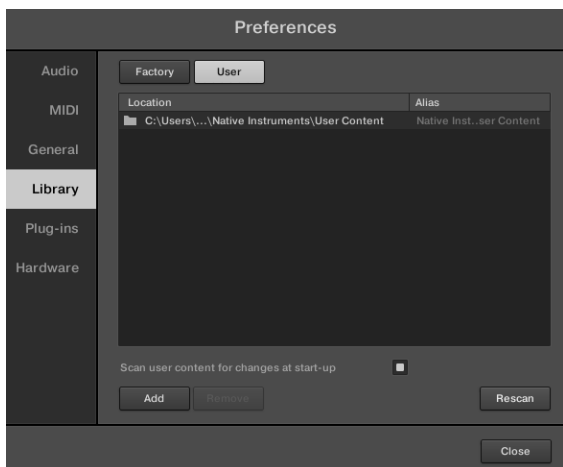 Preferences
Audio
MIDI
General
Library
Plug-ins
Hardware
Factory User
Location Alias
C:\Users\...\Native Instruments\User Content Native Inst..ser Content
Scan user content for changes at start-up
Add Remove Rescan
Close